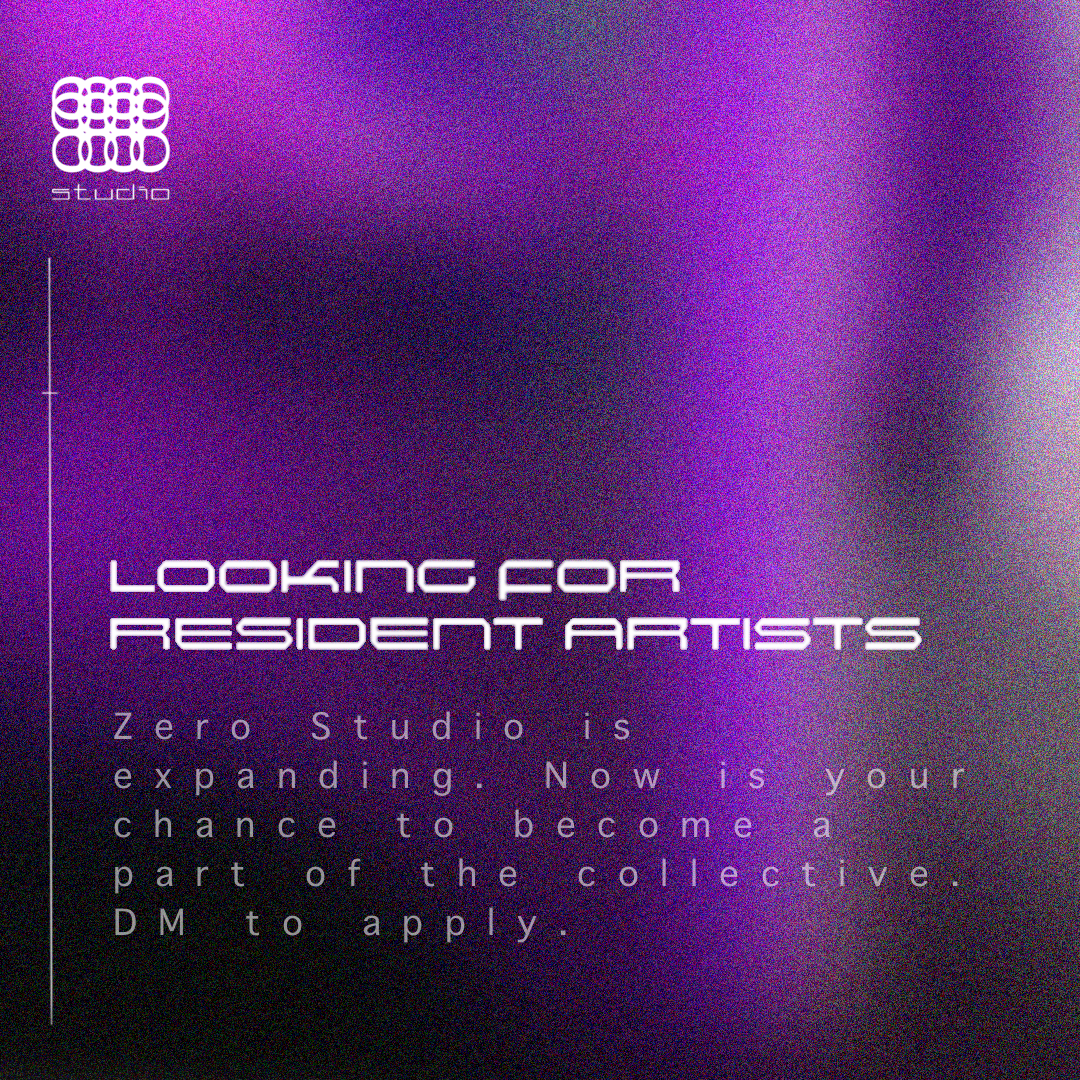 studio
LOOKING FOR
RESIDENT ARTISTS
Zero Studio is
expanding. Now is your
chance to become a
part of the collective.
DM to apply.